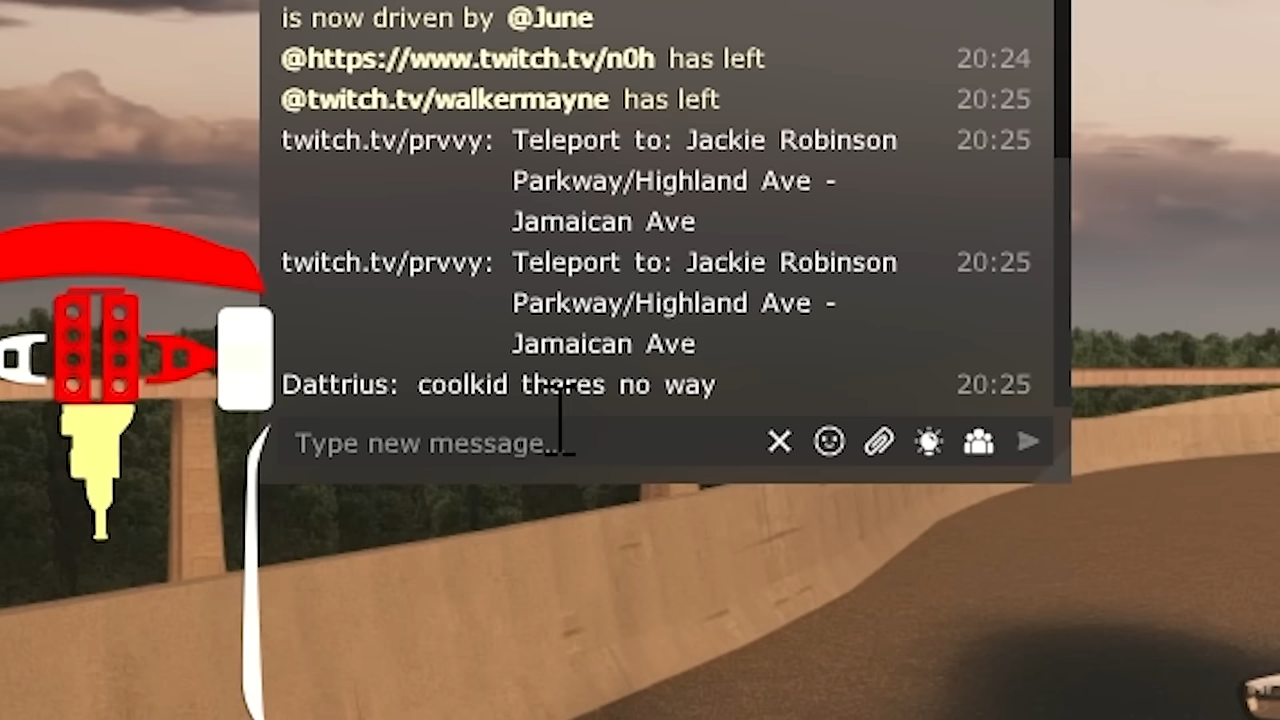 is now driven by @June
@https://www.twitch.tv/n0h has left 20:24
@twitch.tv/walkermayne has left 20:25
twitch.tv/prvvy: Teleport to: Jackie Robinson 20:25
Parkway/Highland Ave -
Jamaican Ave
twitch.tv/prvvy: Teleport to: Jackie Robinson 20:25
Parkway/Highland Ave -
Jamaican Ave
Dattrius: coolkid thares no way 20:25
Type new message...